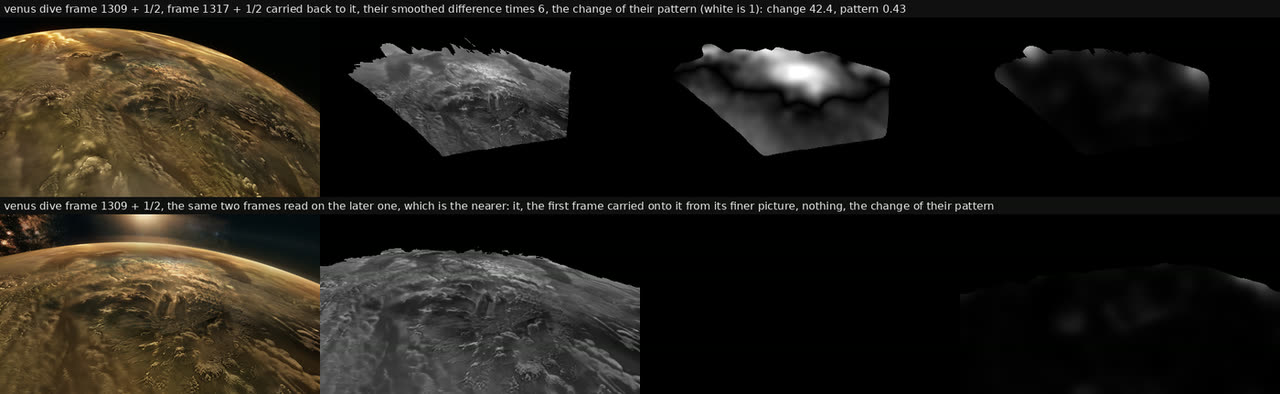 venus dive frame 1309 + 1/2, frame 1317 + 1/2 carried back to it, their smoothed difference times 6, the change of their pattern (white is 1): change 42.4, pattern 0.43
venus dive frame 1309 + 1/2, the same two frames read on the later one, which is the nearer: it, the first frame carried onto it from its finer picture, nothing, the change of their pattern